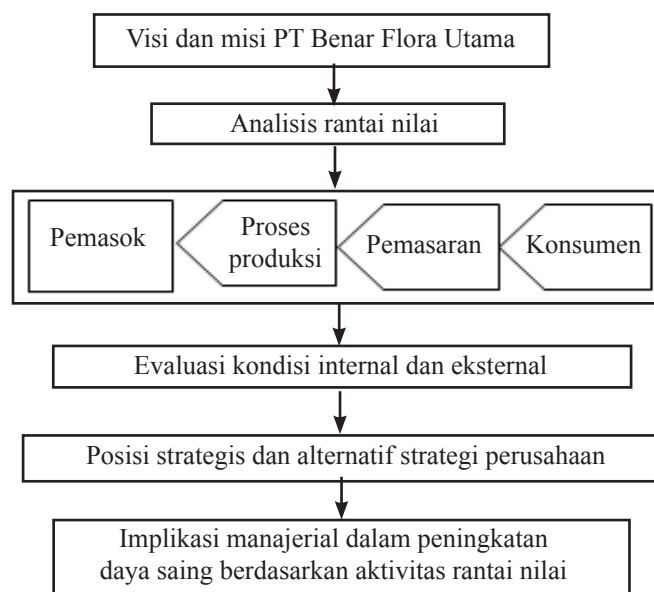 Visi dan misi PT Benar Flora Utama
Analisis rantai nilai
Pemasok
Proses
produksi
Pemasaran
Konsumen
Evaluasi kondisi internal dan eksternal
Posisi strategis dan alternatif strategi perusahaan
Implikasi manajerial dalam peningkatan
daya saing berdasarkan aktivitas rantai nilai